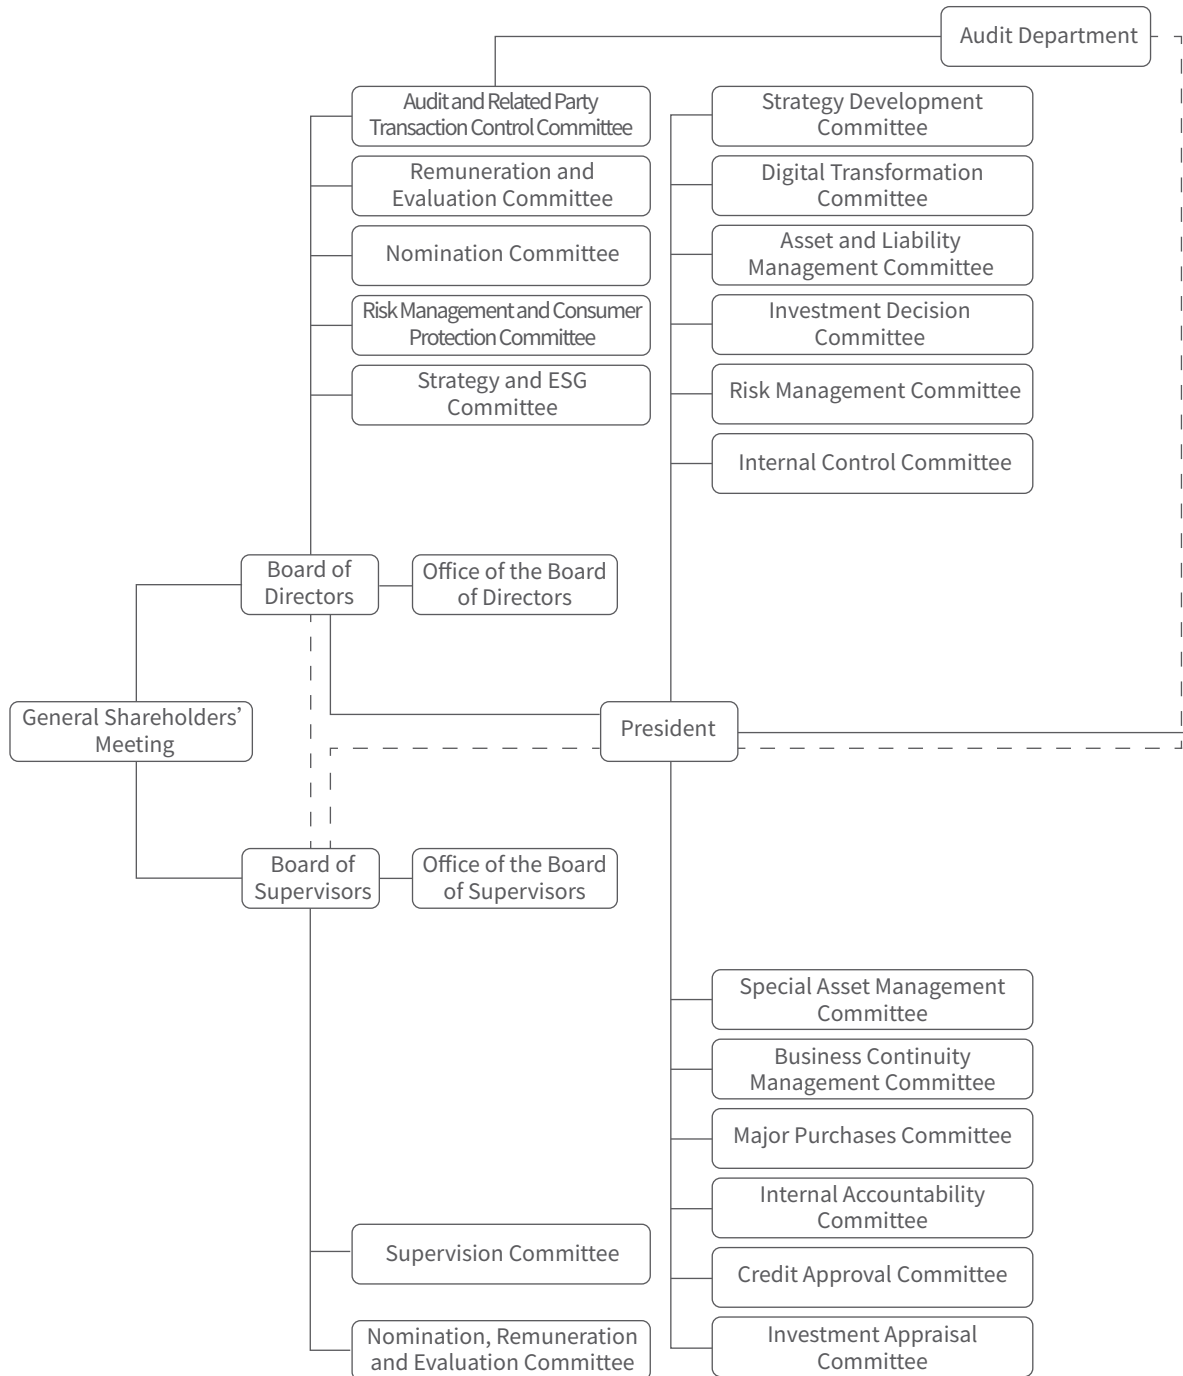 Audit Department
Audit and Related Party
Transaction Control Committee
Remuneration and
Evaluation Committee
Nomination Committee
Risk Management and Consumer
Protection Committee
Strategy and ESG
Committee
Strategy Development
Committee
Digital Transformation
Committee
Asset and Liability
Management Committee
Investment Decision
Committee
Risk Management Committee
Internal Control Committee
Board of
Directors
Office of the Board
of Directors
General Shareholders’
Meeting
President
Board of
Supervisors
Office of the Board
of Supervisors
Supervision Committee
Nomination, Remuneration
and Evaluation Committee
Special Asset Management
Committee
Business Continuity
Management Committee
Major Purchases Committee
Internal Accountability
Committee
Credit Approval Committee
Investment Appraisal
Committee